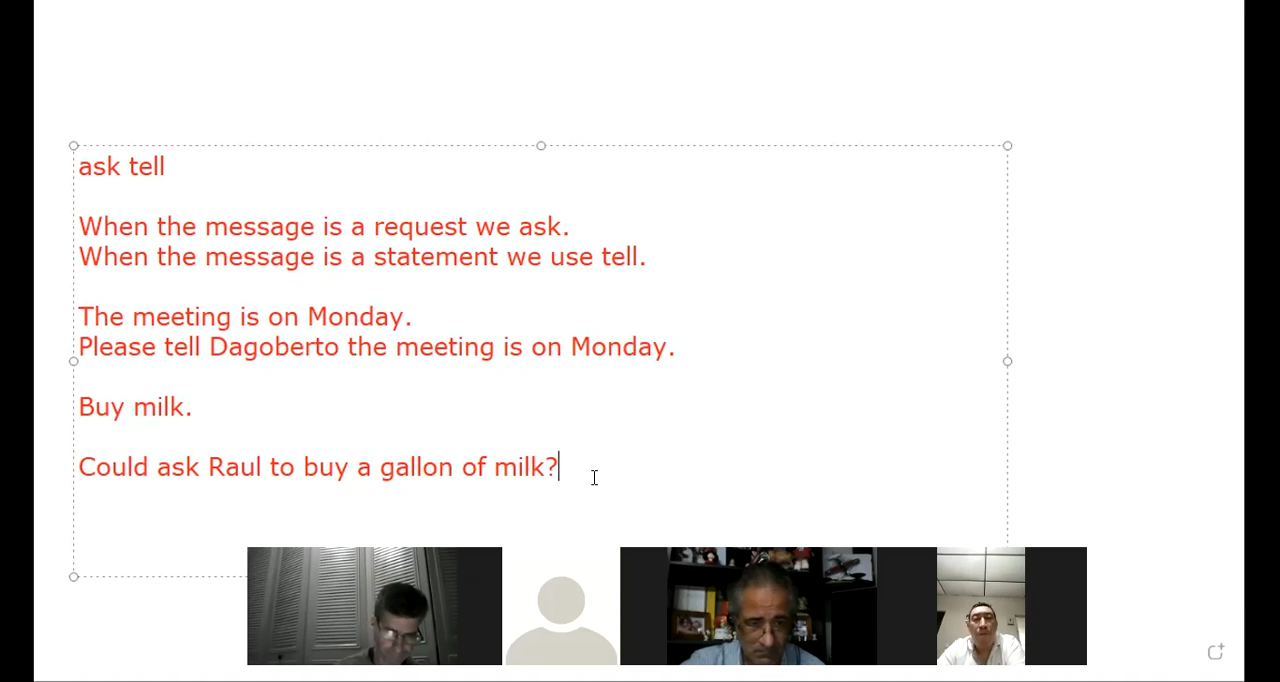 ask tell
When the message is a request we ask.
When the message is a statement we use tell.
The meeting is on Monday.
Please tell Dagoberto the meeting is on Monday.
Buy milk.
Could ask Raul to buy a gallon of milk?